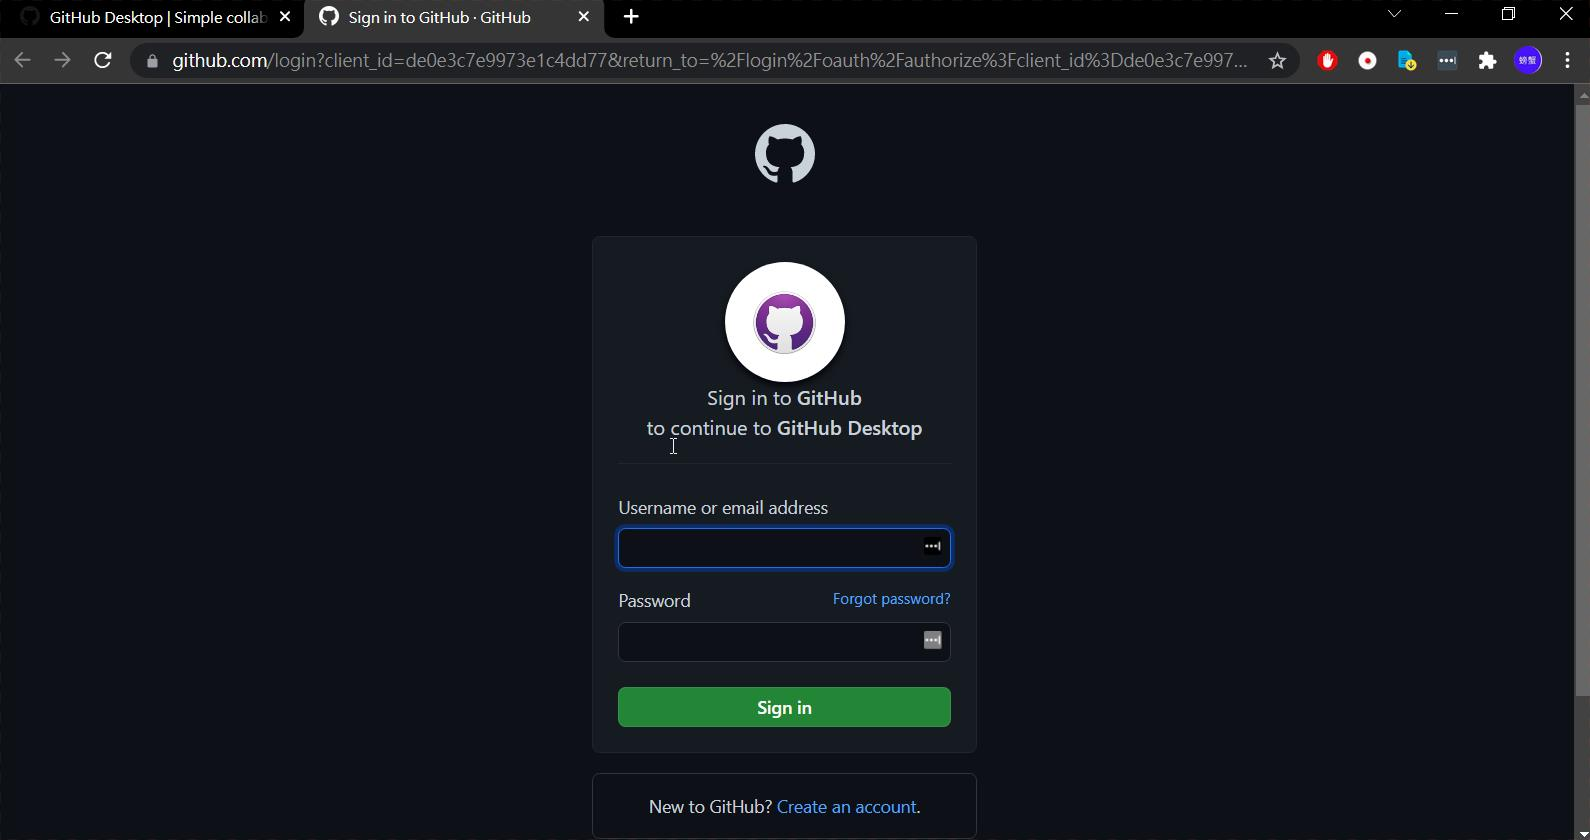 GitHub Desktop | Simple collab
Sign in to GitHub · GitHub
github.com/login?client_id=de0e3c7e9973e1c4dd77&return_to=%2Flogin%2Foauth%2Fauthorize%3Fclient_id%3Dde0e3c7e997...
螃蟹
Sign in to GitHub
to continue to GitHub Desktop
Username or email address
Password
Forgot password?
Sign in
New to GitHub? Create an account.